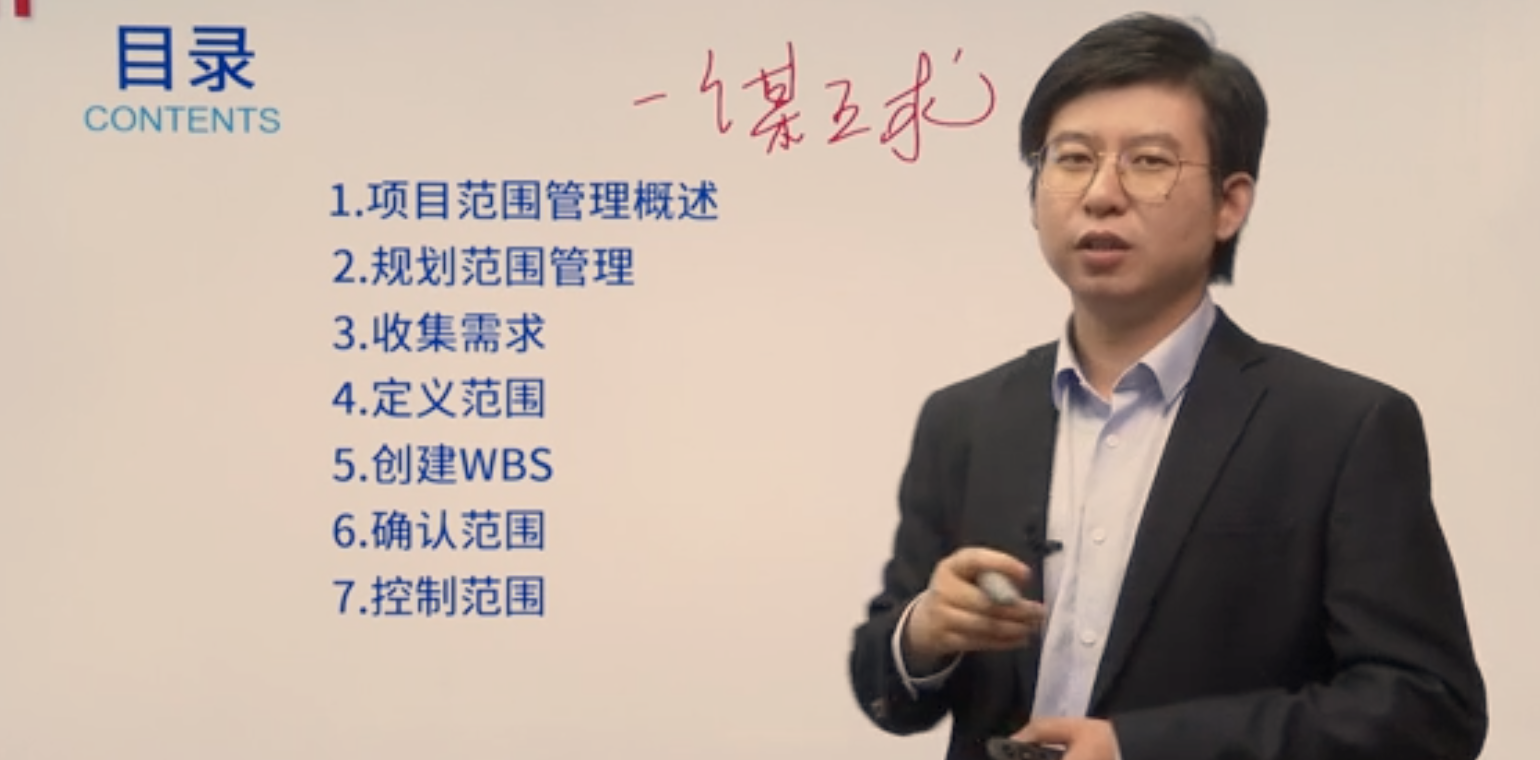 目录
CONTENTS
一谋五求
1.项目范围管理概述
2.规划范围管理
3.收集需求
4.定义范围
5.创建WBS
6.确认范围
7.控制范围